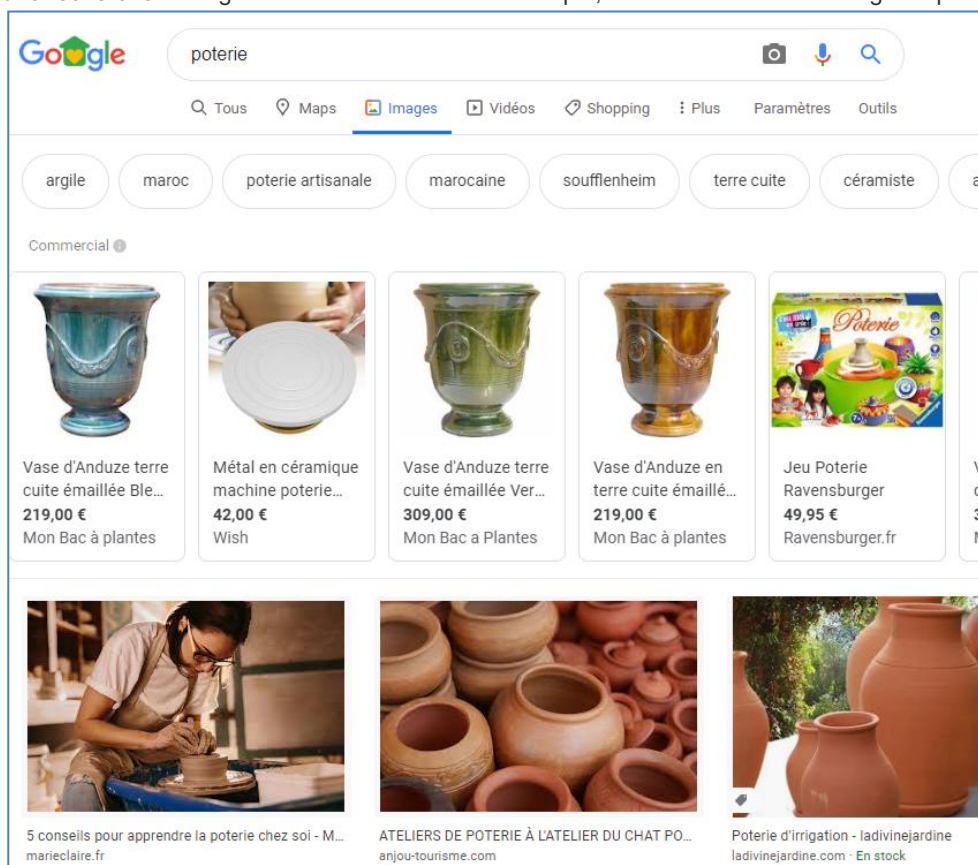 Google
poterie
Tous Maps Images Vidéos Shopping Plus Paramètres Outils
argile maroc poterie artisanale marocaine soufflenheim terre cuite céramiste
Commercial
Poterie
Vase d'Anduze terre
cuite émaillée Ble...
219,00 €
Mon Bac à plantes
Métal en céramique
machine poterie...
42,00 €
Wish
Vase d'Anduze terre
cuite émaillée Ver...
309,00 €
Mon Bac a Plantes
Vase d'Anduze en
terre cuite émaillé...
219,00 €
Mon Bac à plantes
Jeu Poterie
Ravensburger
49,95 €
Ravensburger.fr
5 conseils pour apprendre la poterie chez soi - M...
marieclaire.fr
ATELIERS DE POTERIE À L'ATELIER DU CHAT PO...
anjou-tourisme.com
Poterie d'irrigation - ladivinejardine
ladivinejardine.com · En stock